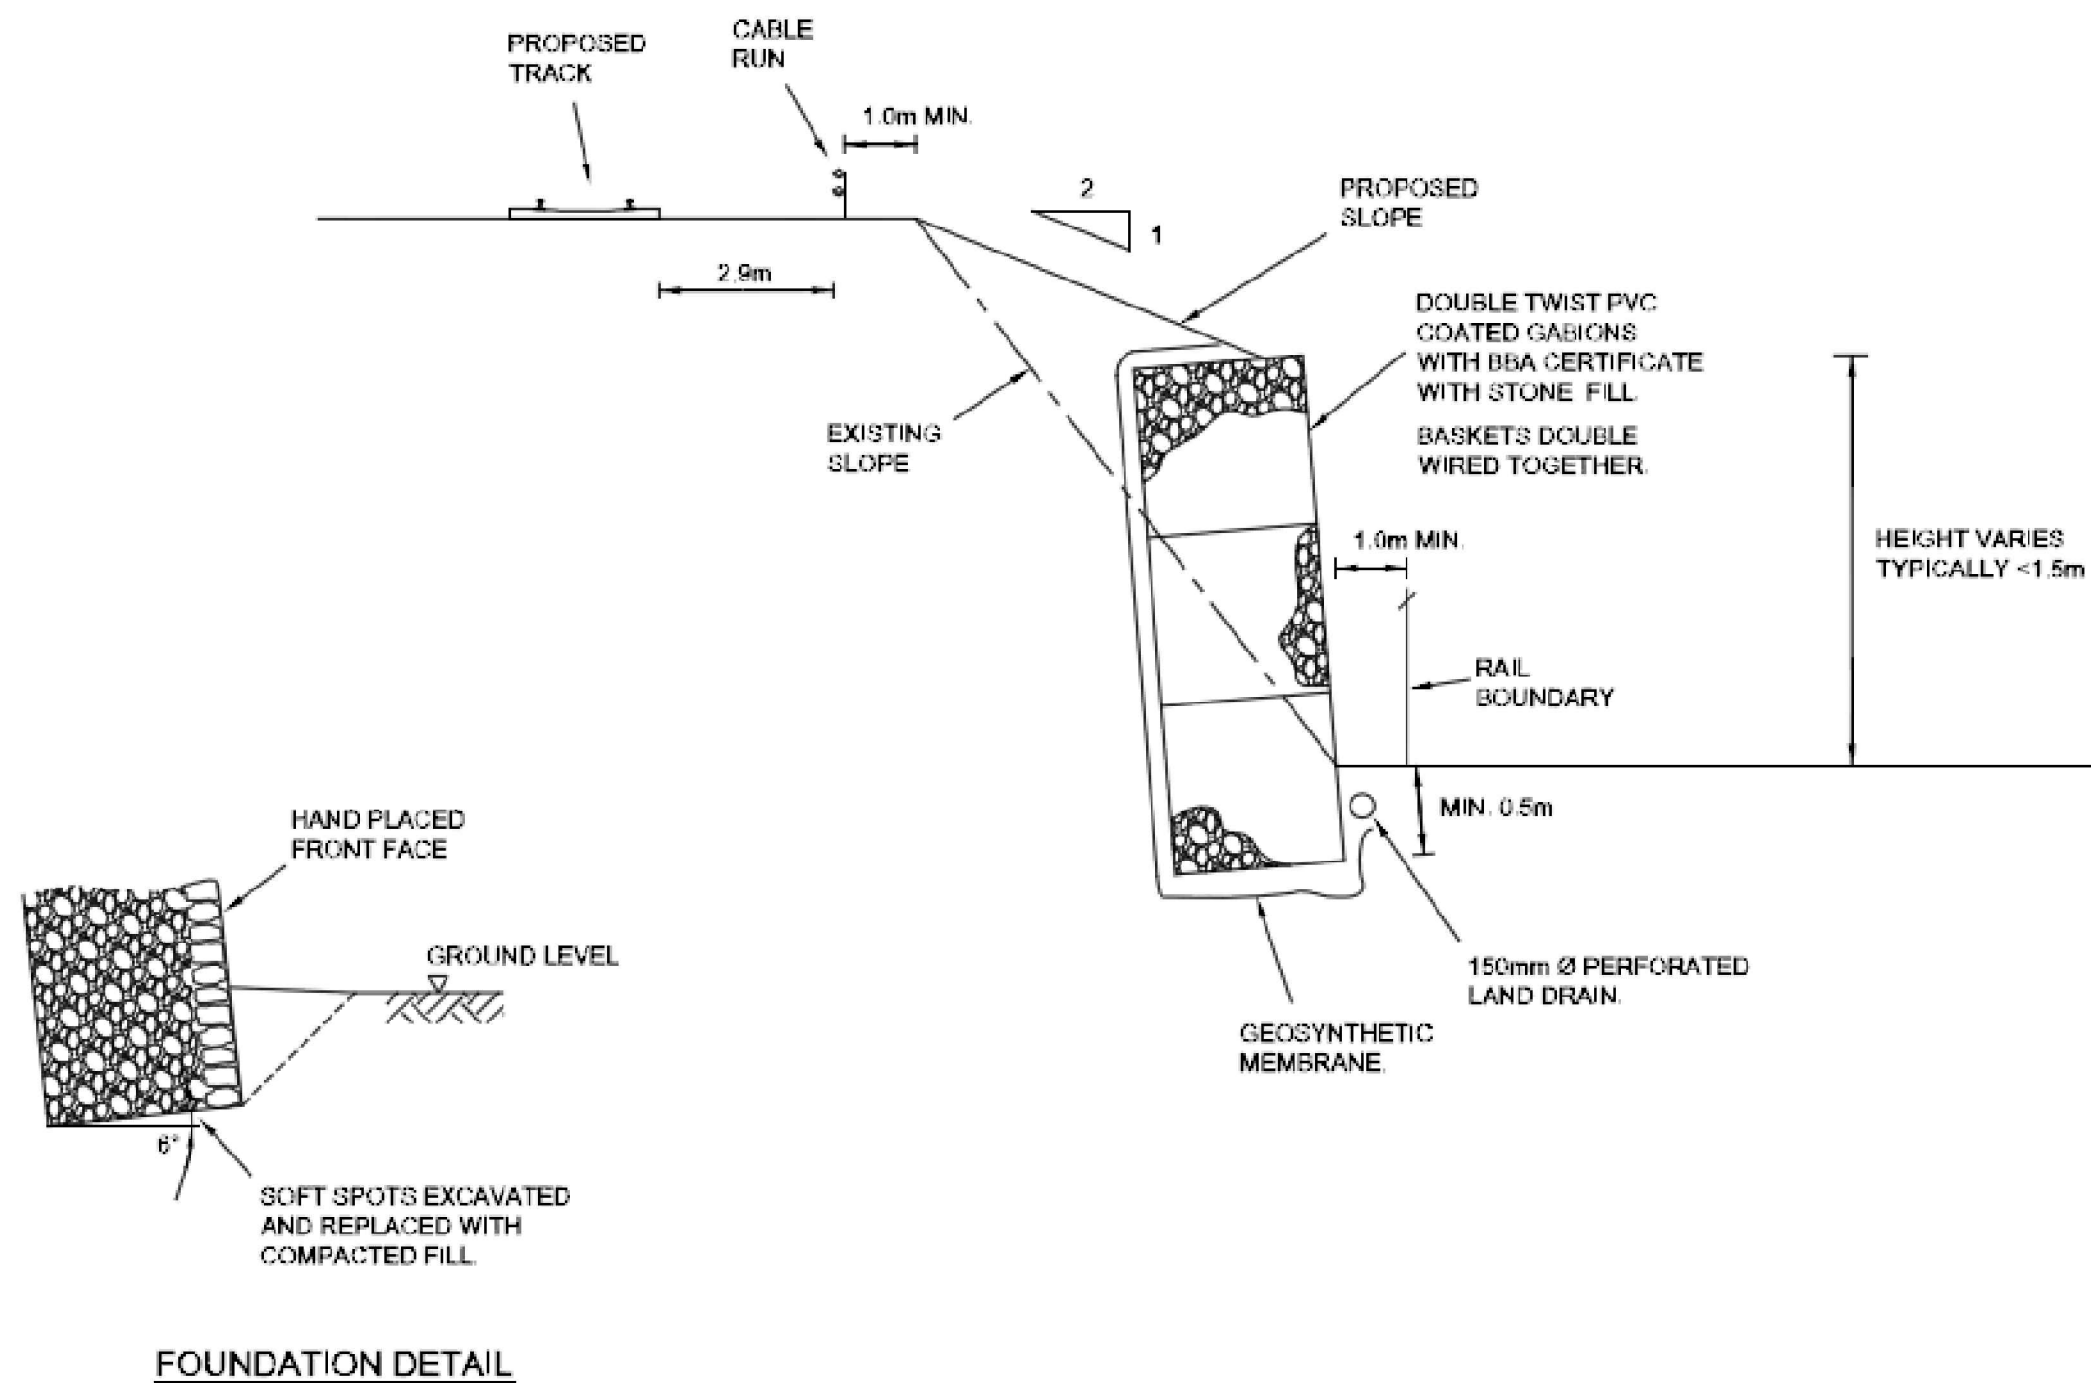 PROPOSED
TRACK
CABLE
RUN
1.0m MIN.
2
1
PROPOSED
SLOPE
2.9m
DOUBLE TWIST PVC
COATED GABIONS
WITH BBA CERTIFICATE
WITH STONE FILL.
BASKETS DOUBLE
WIRED TOGETHER.
EXISTING
SLOPE
1.0m MIN.
HEIGHT VARIES
TYPICALLY <1.5m
RAIL
BOUNDARY
MIN. 0.5m
HAND PLACED
FRONT FACE
GROUND LEVEL
150mm Ø PERFORATED
LAND DRAIN.
GEOSYNTHETIC
MEMBRANE.
6°
SOFT SPOTS EXCAVATED
AND REPLACED WITH
COMPACTED FILL.
FOUNDATION DETAIL